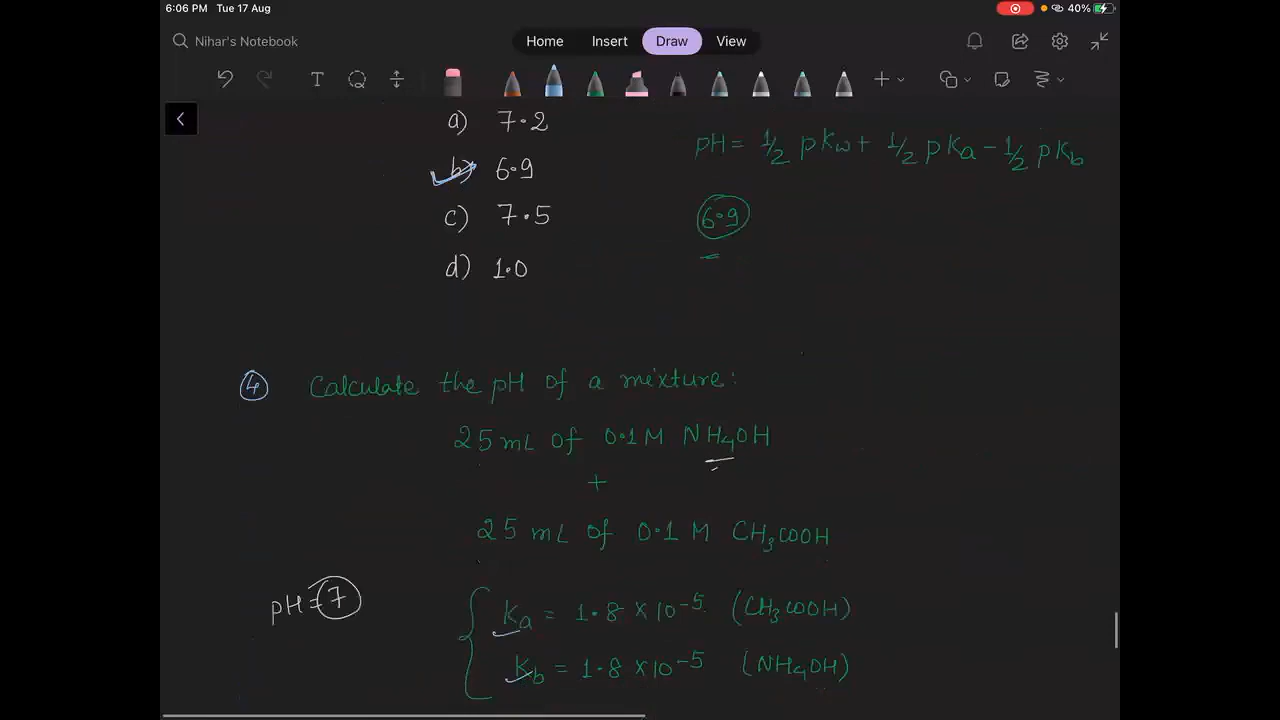 6:06 PM Tue 17 Aug
40%
Nihar's Notebook
Home Insert Draw View
a) 7.2
b) 6.9
c) 7.5
d) 1.0
pH = 1/2 pKw + 1/2 pKa - 1/2 pKb
6.9
4 Calculate the pH of a mixture:
25 mL of 0.1M NH4OH
+
25 mL of 0.1 M CH3COOH
pH = 7
Ka = 1.8 × 10^-5 (CH3COOH)
Kb = 1.8 × 10^-5 (NH4OH)